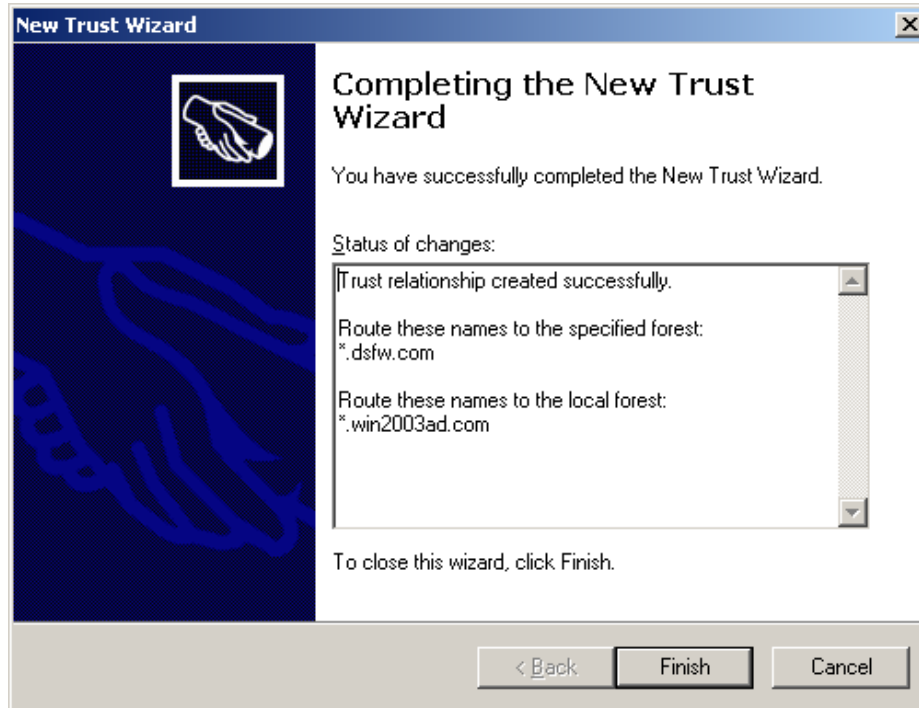 New Trust Wizard
Completing the New Trust
Wizard
You have successfully completed the New Trust Wizard.
Status of changes:
Trust relationship created successfully.
Route these names to the specified forest:
*.dsfw.com
Route these names to the local forest:
*.win2003ad.com
To close this wizard, click Finish.
< Back
Finish
Cancel